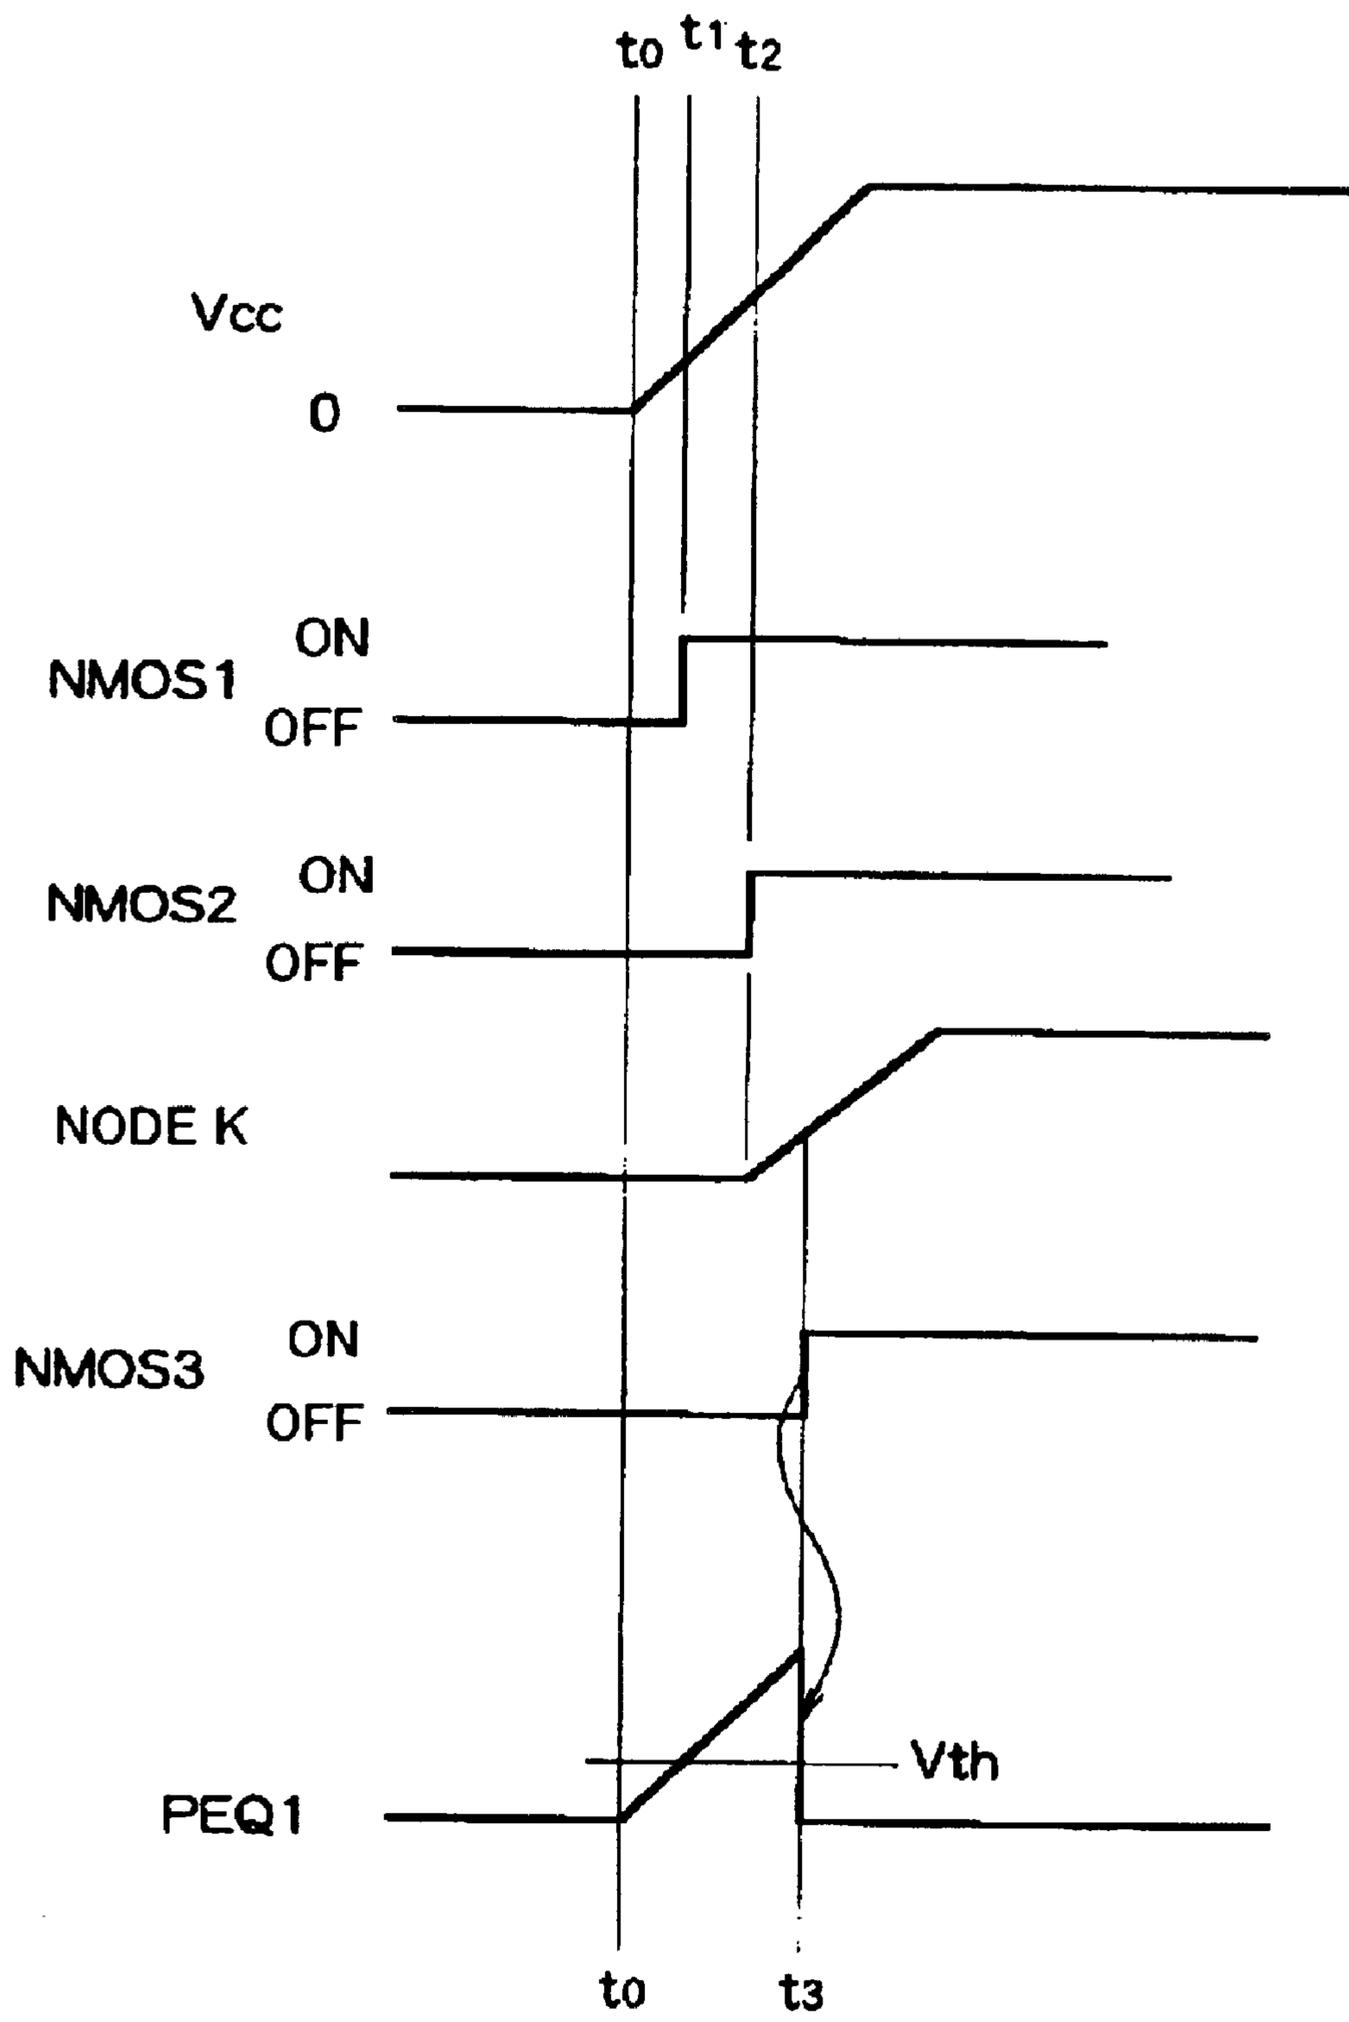 t0 t1 t2
Vcc
0
ON
NMOS1
OFF
ON
NMOS2
OFF
NODE K
ON
NMOS3
OFF
Vth
PEQ1
t0 t3